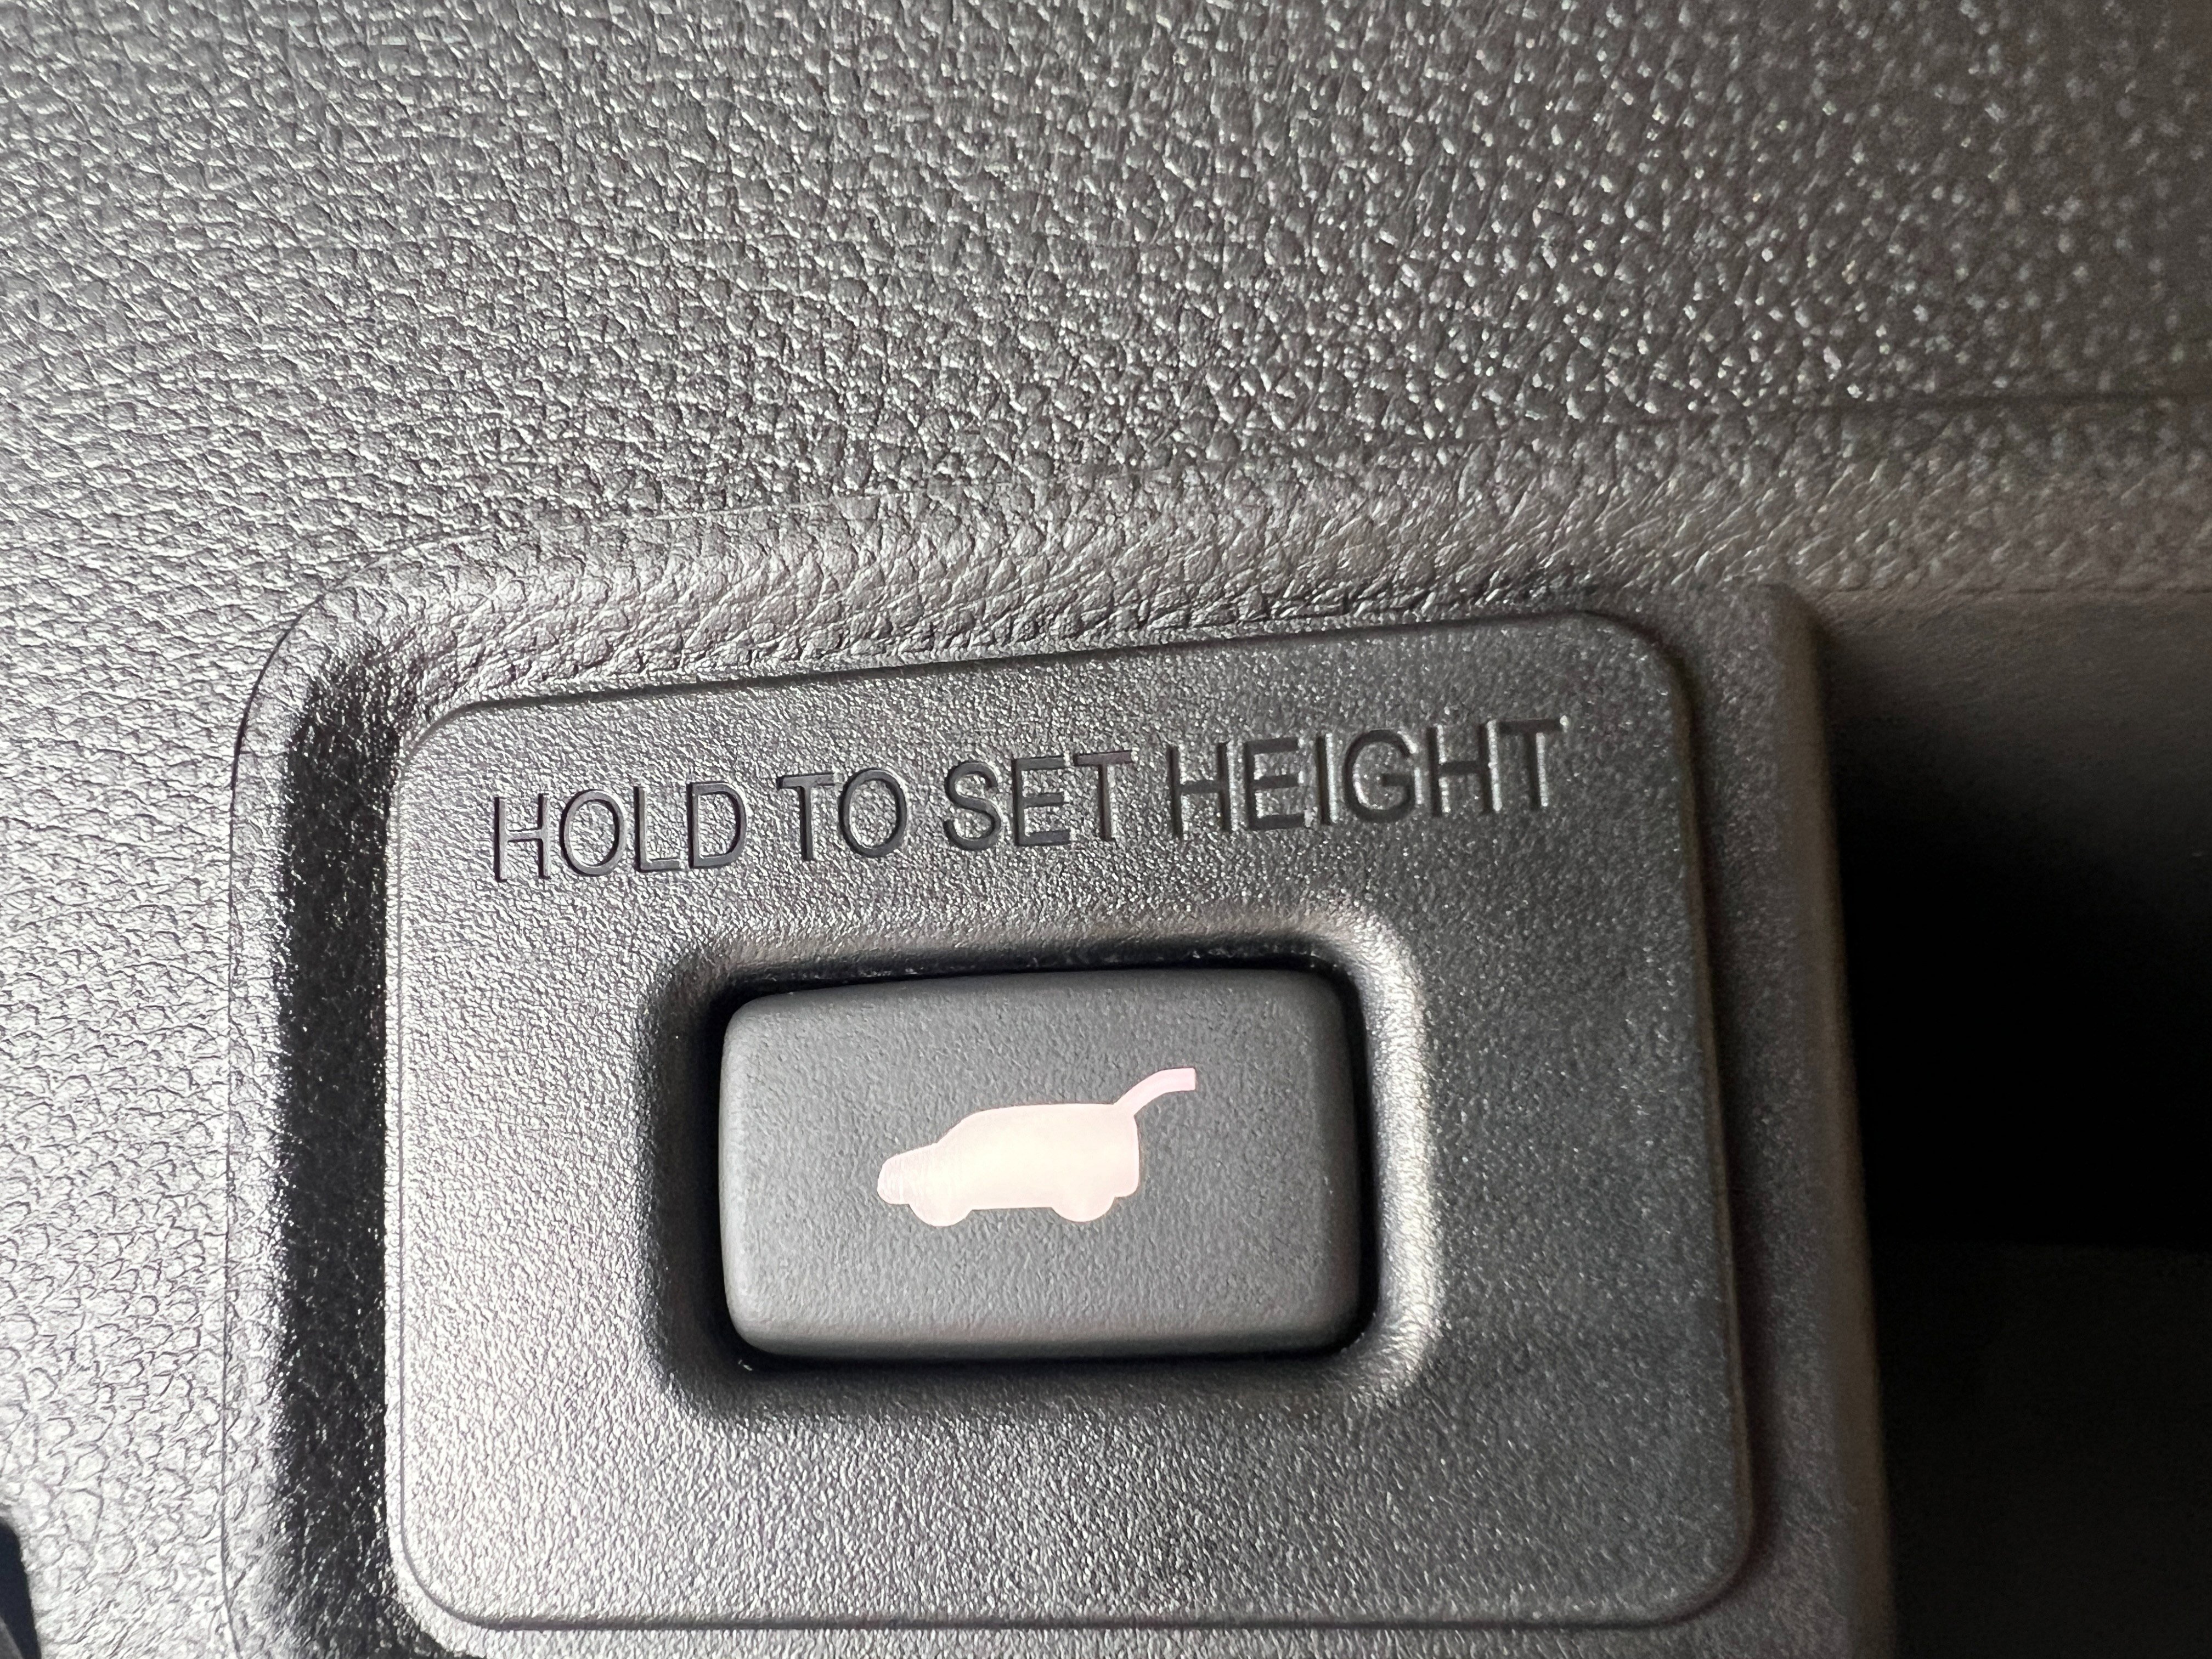 HOLD TO SET HEIGHT